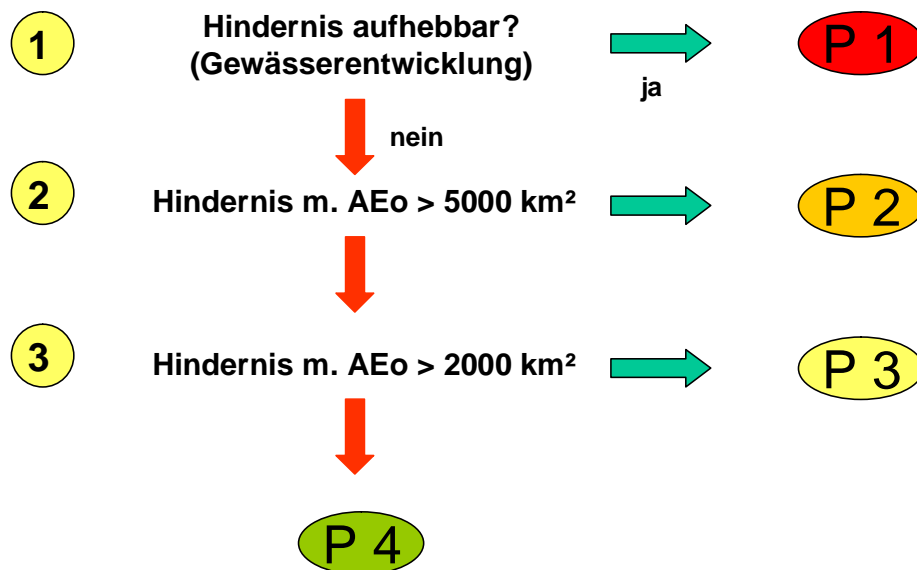 1
Hindernis aufhebbar?
(Gewässerentwicklung)
ja
P 1
nein
2
Hindernis m. AEo > 5000 km²
P 2
3
Hindernis m. AEo > 2000 km²
P 3
P 4